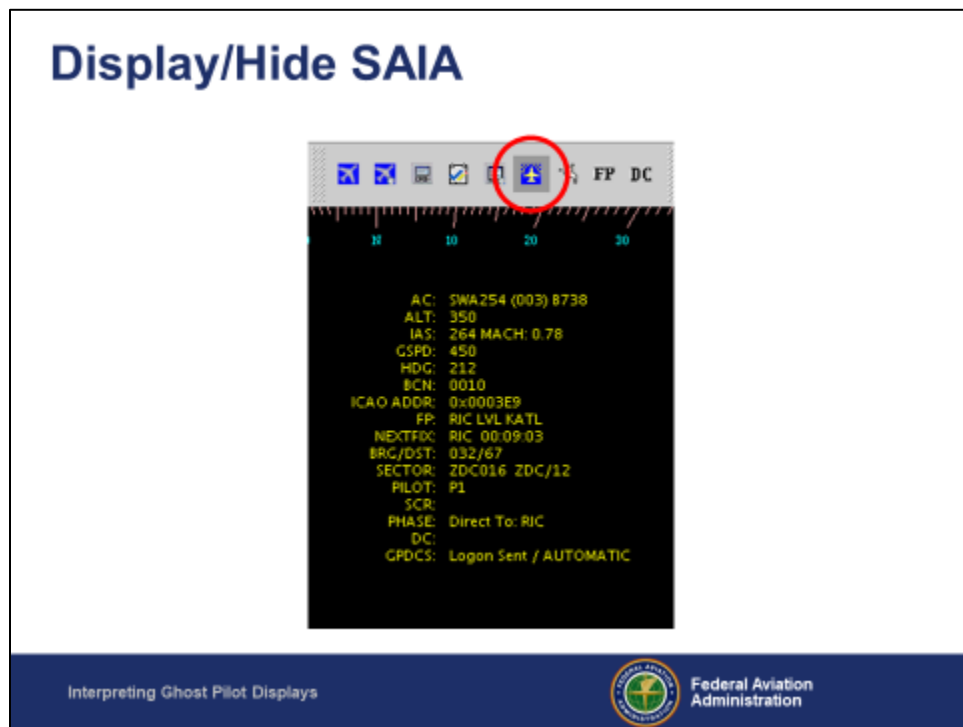 Display/Hide SAIA
FP DC
N 10 20 30
AC: SWA254 (003) B738
ALT: 350
IAS: 264 MACH: 0.78
GSPD: 450
HDG: 212
BCN: 0010
ICAO ADDR: 0x0003E9
FP: RIC LVL KATL
NEXTFIX: RIC 00:09:03
BRG/DST: 032/67
SECTOR: ZDC016 ZDC/12
PILOT: P1
SCR:
PHASE: Direct To: RIC
DC:
GPDCS: Logon Sent / AUTOMATIC
Interpreting Ghost Pilot Displays
Federal Aviation
Administration